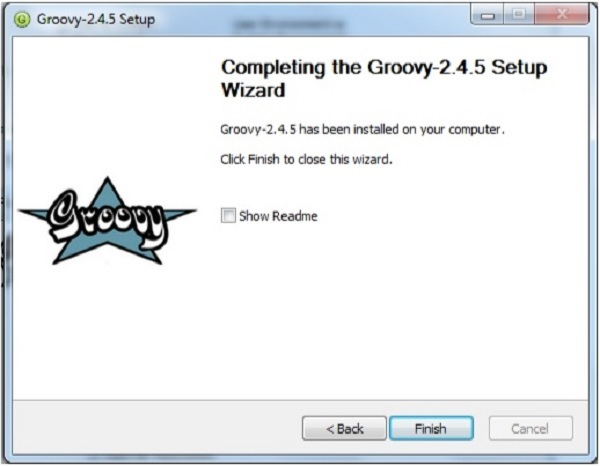 Groovy-2.4.5 Setup
Completing the Groovy-2.4.5 Setup
Wizard
Groovy-2.4.5 has been installed on your computer.
Click Finish to close this wizard.
Groovy
Show Readme
< Back
Finish
Cancel